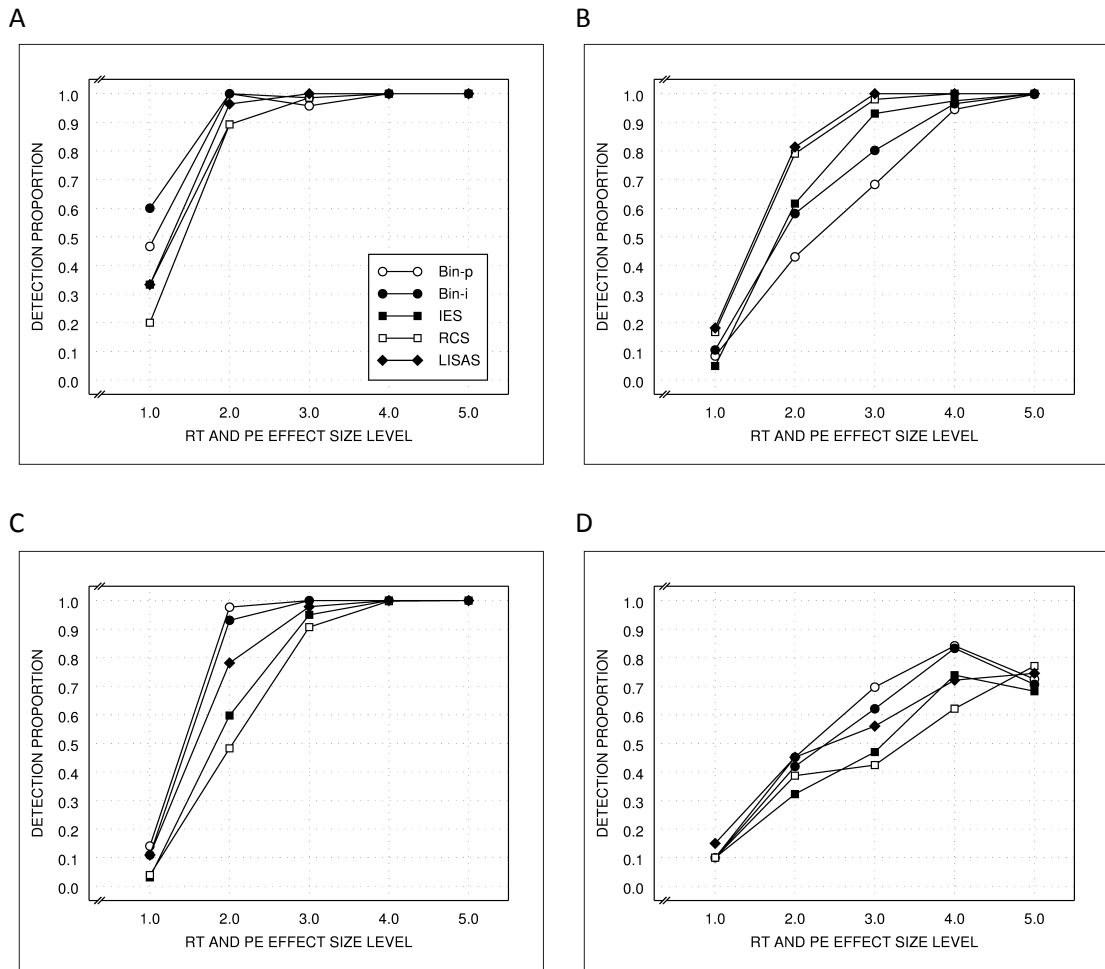 A
DETECTION PROPORTION
1.0
0.9
0.8
0.7
0.6
0.5
0.4
0.3
0.2
0.1
0.0
Bin-p
Bin-i
IES
RCS
LISAS
1.0 2.0 3.0 4.0 5.0
RT AND PE EFFECT SIZE LEVEL
B
DETECTION PROPORTION
1.0
0.9
0.8
0.7
0.6
0.5
0.4
0.3
0.2
0.1
0.0
1.0 2.0 3.0 4.0 5.0
RT AND PE EFFECT SIZE LEVEL
C
DETECTION PROPORTION
1.0
0.9
0.8
0.7
0.6
0.5
0.4
0.3
0.2
0.1
0.0
1.0 2.0 3.0 4.0 5.0
RT AND PE EFFECT SIZE LEVEL
D
DETECTION PROPORTION
1.0
0.9
0.8
0.7
0.6
0.5
0.4
0.3
0.2
0.1
0.0
1.0 2.0 3.0 4.0 5.0
RT AND PE EFFECT SIZE LEVEL